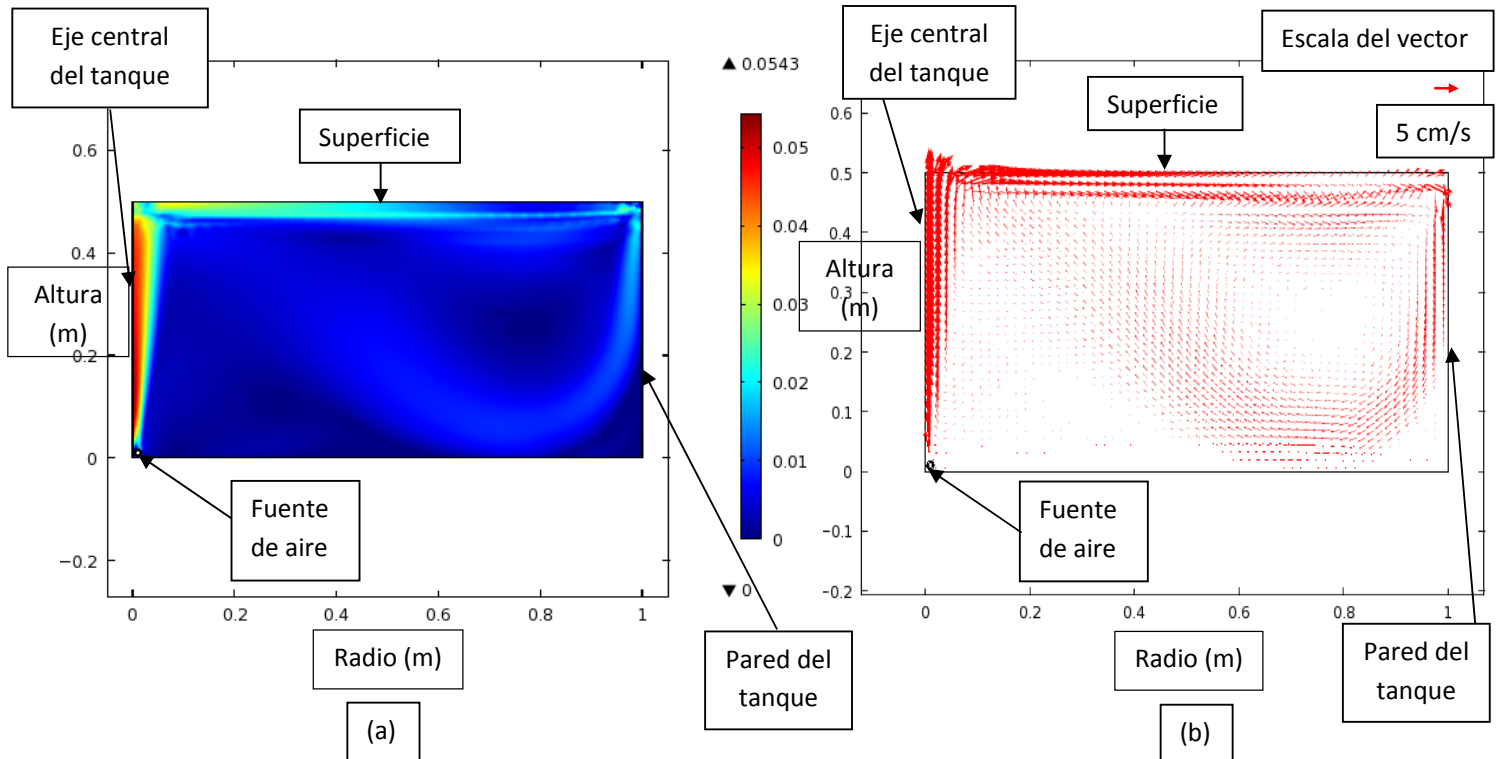 Eje central
del tanque
0.6
0.4
0.2
0
−0.2
0
0.2
0.4
0.6
0.8
1
Superficie
Altura
(m)
Fuente
de aire
Radio (m)
(a)
▲ 0.0543
0.05
0.04
0.03
0.02
0.01
0
▼ 0
Pared del
tanque
Eje central
del tanque
Superficie
Escala del vector
5 cm/s
0.6
0.5
0.4
0.3
0.2
0.1
0
−0.1
−0.2
0
0.2
0.4
0.6
0.8
1
Altura
(m)
Fuente
de aire
Radio (m)
(b)
Pared del
tanque